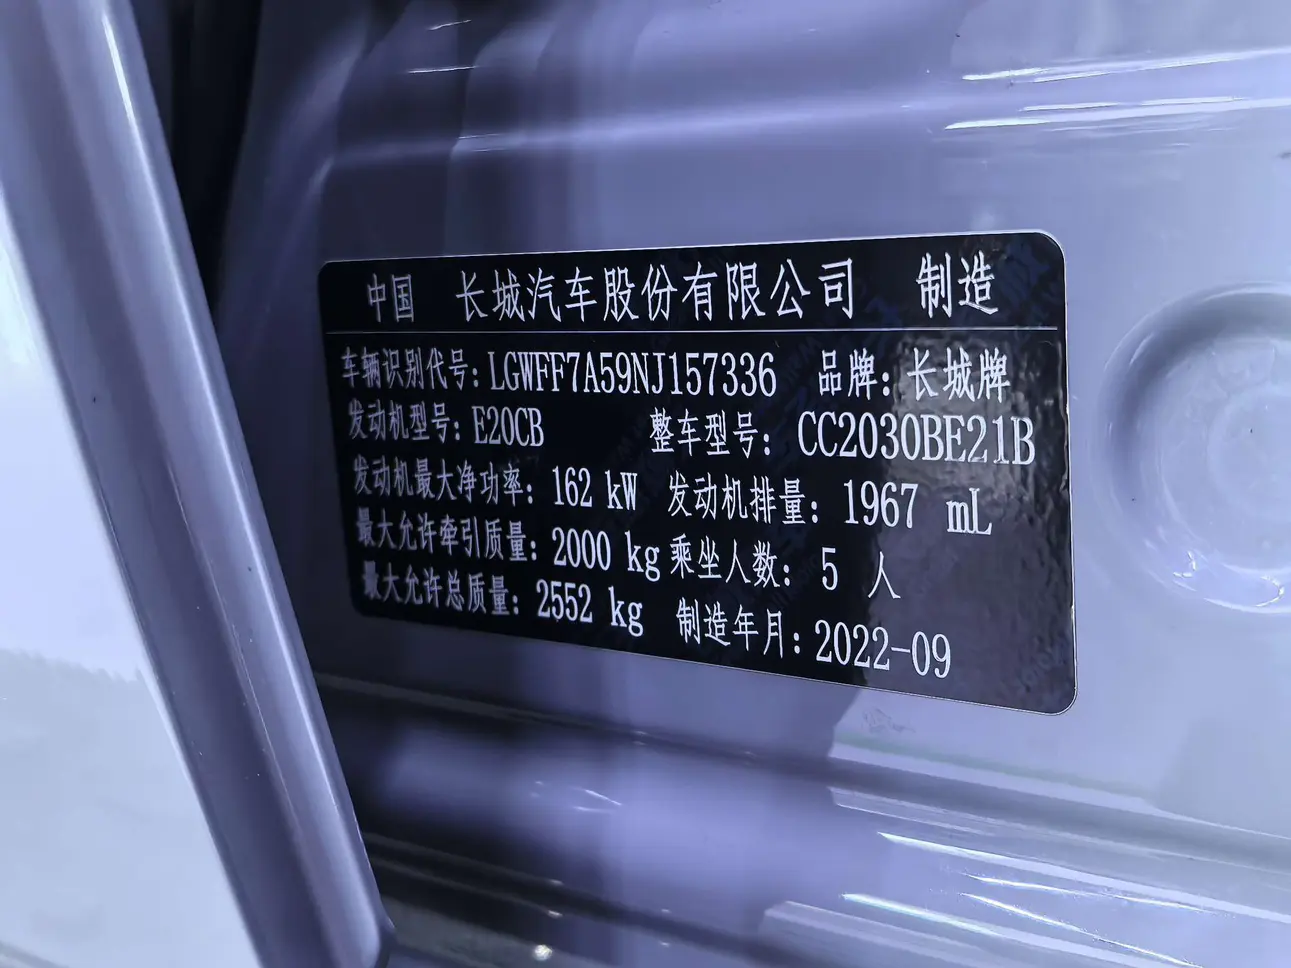 中国 长城汽车股份有限公司 制造
车辆识别代号: LGWFF7A59NJ157336 品牌: 长城牌
发动机型号: E20CB 整车型号: CC2030BE21B
发动机最大净功率: 162 kW 发动机排量: 1967 mL
最大允许牵引质量: 2000 kg 乘坐人数: 5 人
最大允许总质量: 2552 kg 制造年月: 2022-09